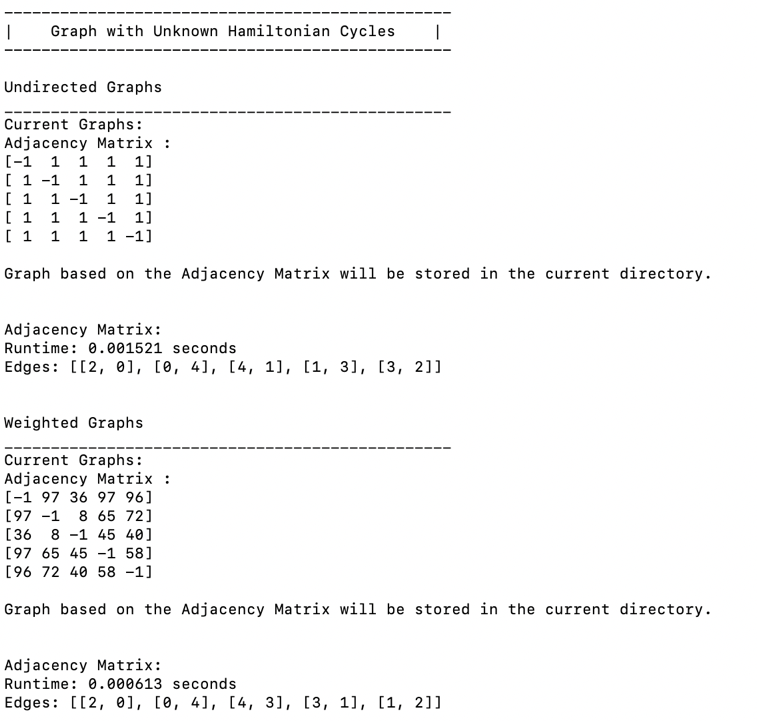 ------------------------------------------------
|    Graph with Unknown Hamiltonian Cycles    |
------------------------------------------------
Undirected Graphs
________________________________________________
Current Graphs:
Adjacency Matrix :
[-1  1  1  1  1]
[ 1 -1  1  1  1]
[ 1  1 -1  1  1]
[ 1  1  1 -1  1]
[ 1  1  1  1 -1]
Graph based on the Adjacency Matrix will be stored in the current directory.
Adjacency Matrix:
Runtime: 0.001521 seconds
Edges: [[2, 0], [0, 4], [4, 1], [1, 3], [3, 2]]
Weighted Graphs
________________________________________________
Current Graphs:
Adjacency Matrix :
[-1 97 36 97 96]
[97 -1  8 65 72]
[36  8 -1 45 40]
[97 65 45 -1 58]
[96 72 40 58 -1]
Graph based on the Adjacency Matrix will be stored in the current directory.
Adjacency Matrix:
Runtime: 0.000613 seconds
Edges: [[2, 0], [0, 4], [4, 3], [3, 1], [1, 2]]